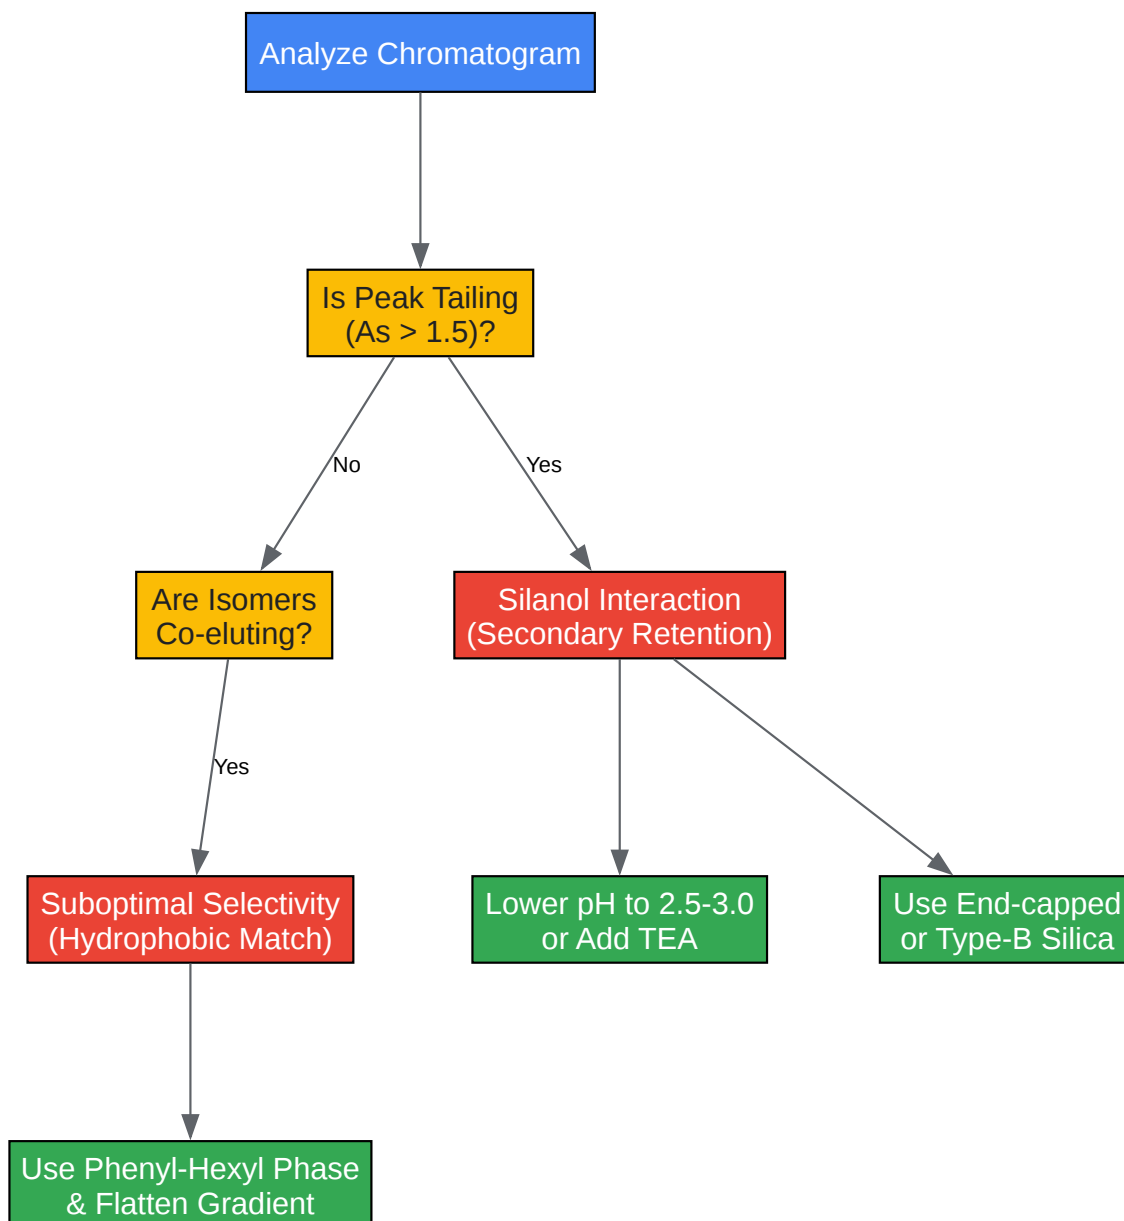 Analyze Chromatogram
Is Peak Tailing
(As > 1.5)?
No
Yes
Are Isomers
Co-eluting?
Silanol Interaction
(Secondary Retention)
Yes
Suboptimal Selectivity
(Hydrophobic Match)
Lower pH to 2.5-3.0
or Add TEA
Use End-capped
or Type-B Silica
Use Phenyl-Hexyl Phase
& Flatten Gradient